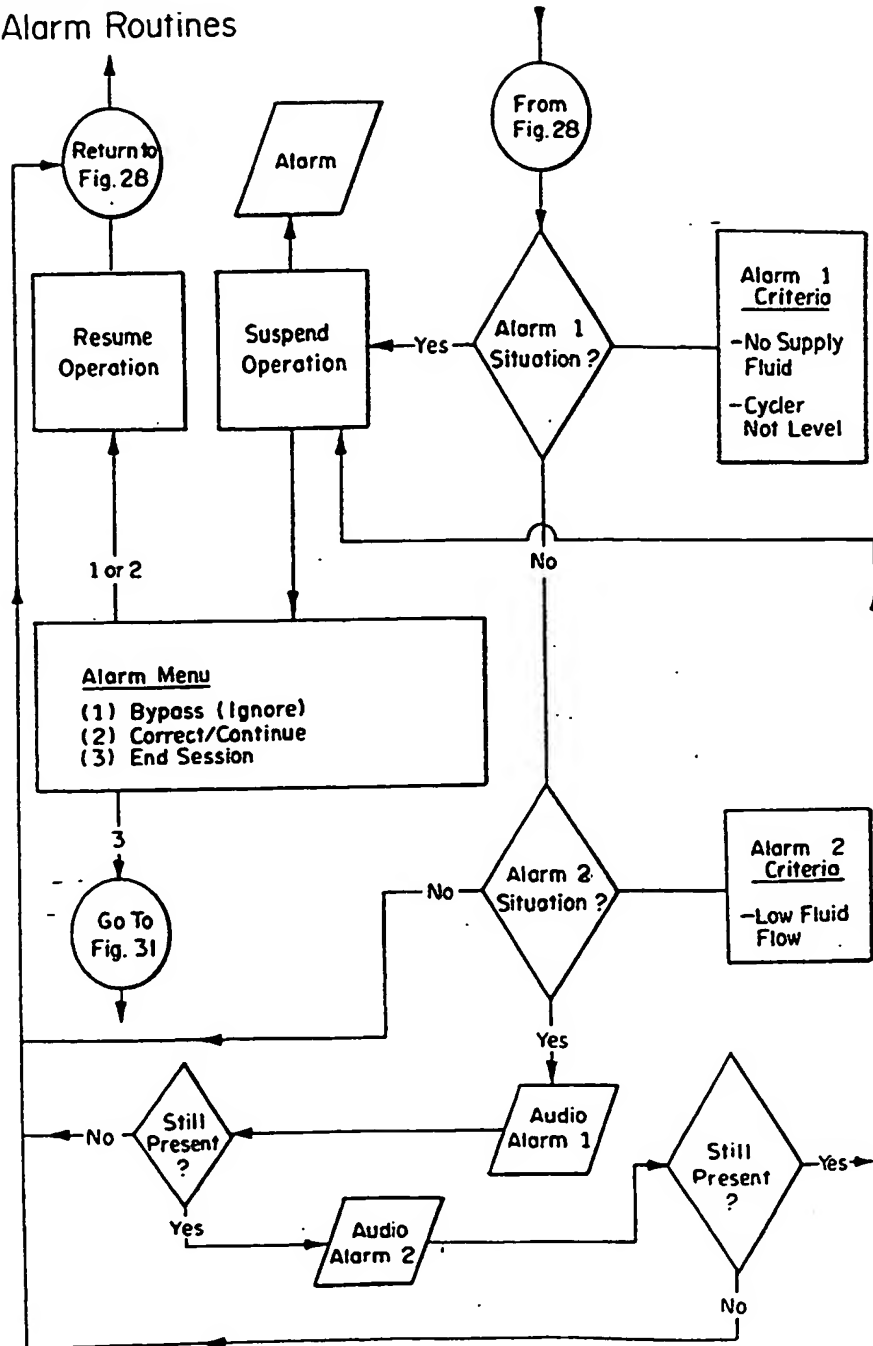 Alarm Routines
Return to
Fig. 28
Alarm
From
Fig. 28
Resume
Operation
Suspend
Operation
Yes
Alarm 1
Situation ?
Alarm 1
Criteria
-No Supply
Fluid
-Cycler
Not Level
No
1 or 2
Alarm Menu
(1) Bypass (Ignore)
(2) Correct/Continue
(3) End Session
3
Go To
Fig. 31
No
Alarm 2
Situation ?
Alarm 2
Criteria
-Low Fluid
Flow
Yes
No
Still
Present
?
Audio
Alarm 1
Still
Present
?
Yes
Yes
Audio
Alarm 2
No